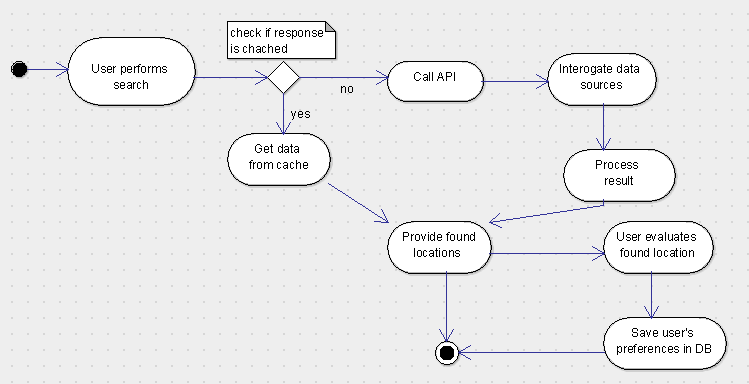 check if response
is chached
User performs
search
no
Call API
Interogate data
sources
yes
Get data
from cache
Process
result
Provide found
locations
User evaluates
found location
Save user's
preferences in DB